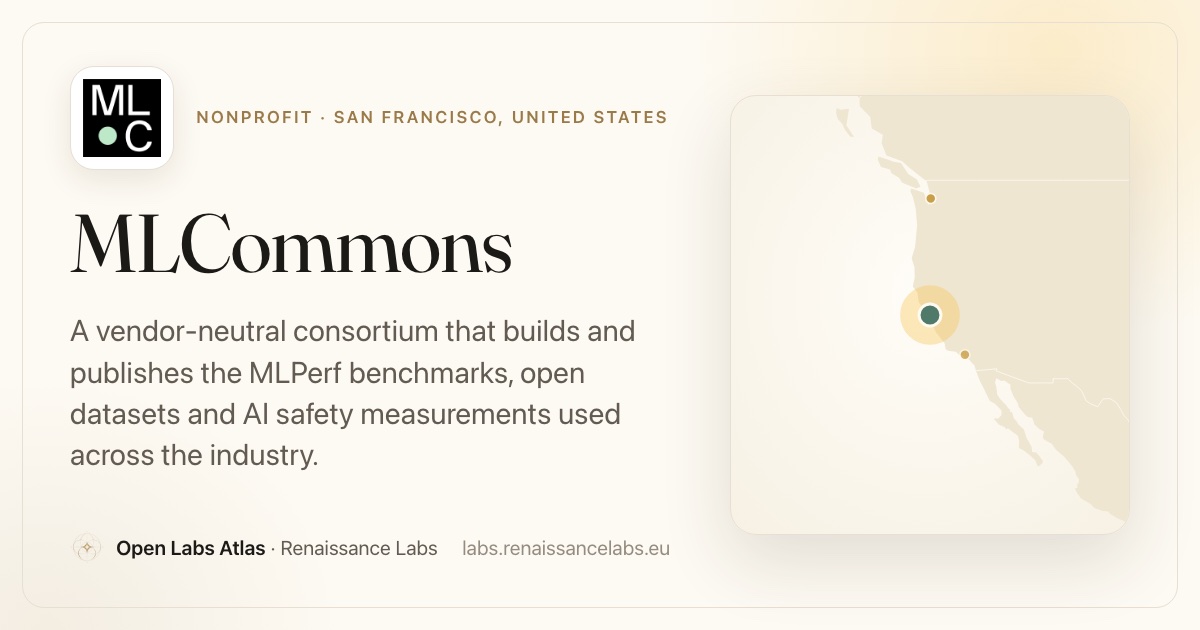 ML
C
NONPROFIT · SAN FRANCISCO, UNITED STATES
MLCommons
A vendor-neutral consortium that builds and
publishes the MLPerf benchmarks, open
datasets and AI safety measurements used
across the industry.
Open Labs Atlas · Renaissance Labs labs.renaissancelabs.eu